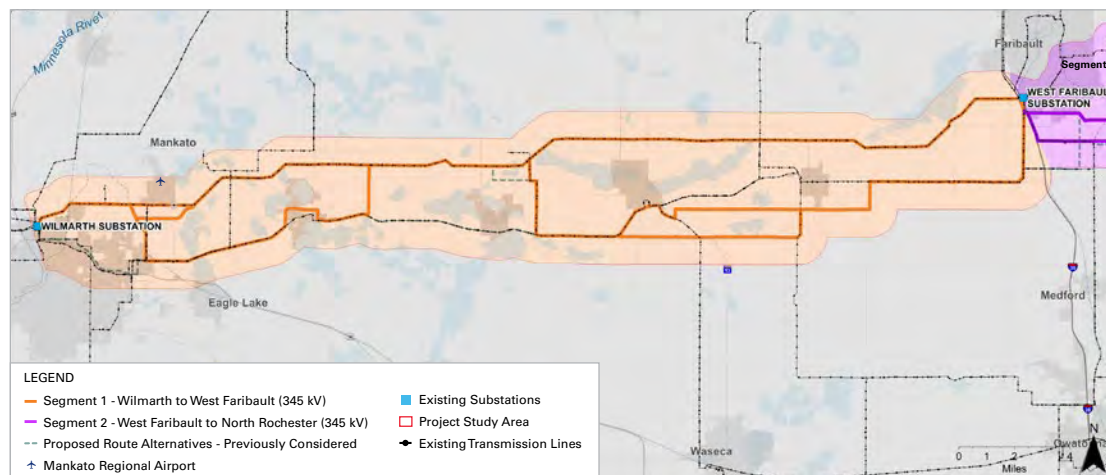 Minnesota River
Faribault
Segment
WEST FARIBAULT
SUBSTATION
Mankato
WILMARTH SUBSTATION
Eagle Lake
Medford
Waseca
Owato
N
0 1 2 4
Miles
LEGEND
Segment 1 - Wilmarth to West Faribault (345 kV)
Segment 2 - West Faribault to North Rochester (345 kV)
Proposed Route Alternatives - Previously Considered
Mankato Regional Airport
Existing Substations
Project Study Area
Existing Transmission Lines